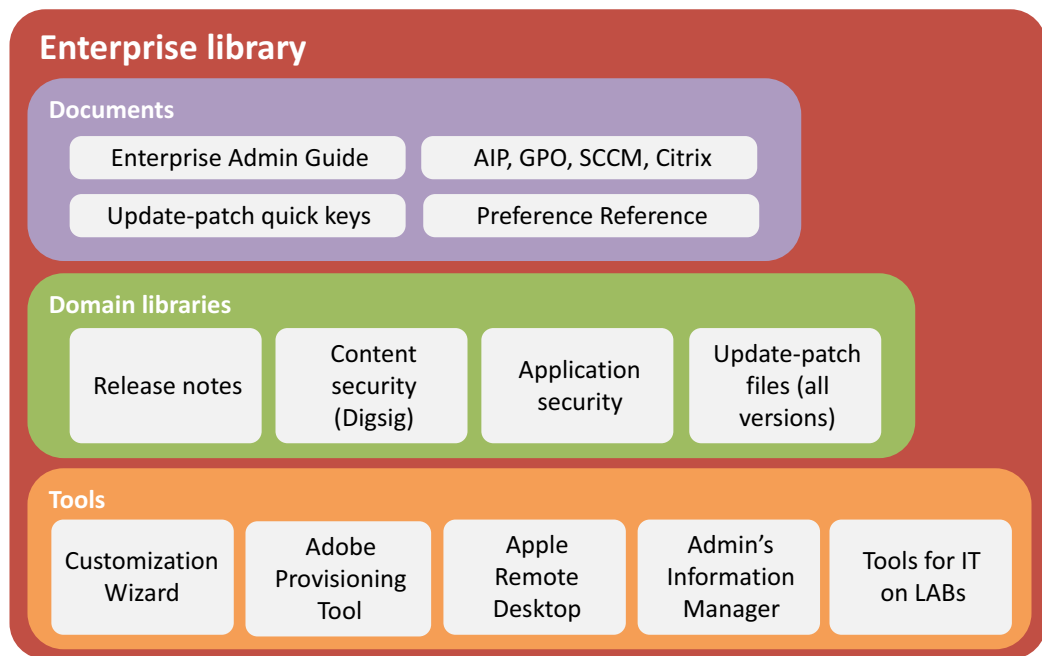 Enterprise library
Documents
Enterprise Admin Guide
AIP, GPO, SCCM, Citrix
Update-patch quick keys
Preference Reference
Domain libraries
Release notes
Content
security
(Digsig)
Application
security
Update-patch
files (all
versions)
Tools
Customization
Wizard
Adobe
Provisioning
Tool
Apple
Remote
Desktop
Admin’s
Information
Manager
Tools for IT
on LABs